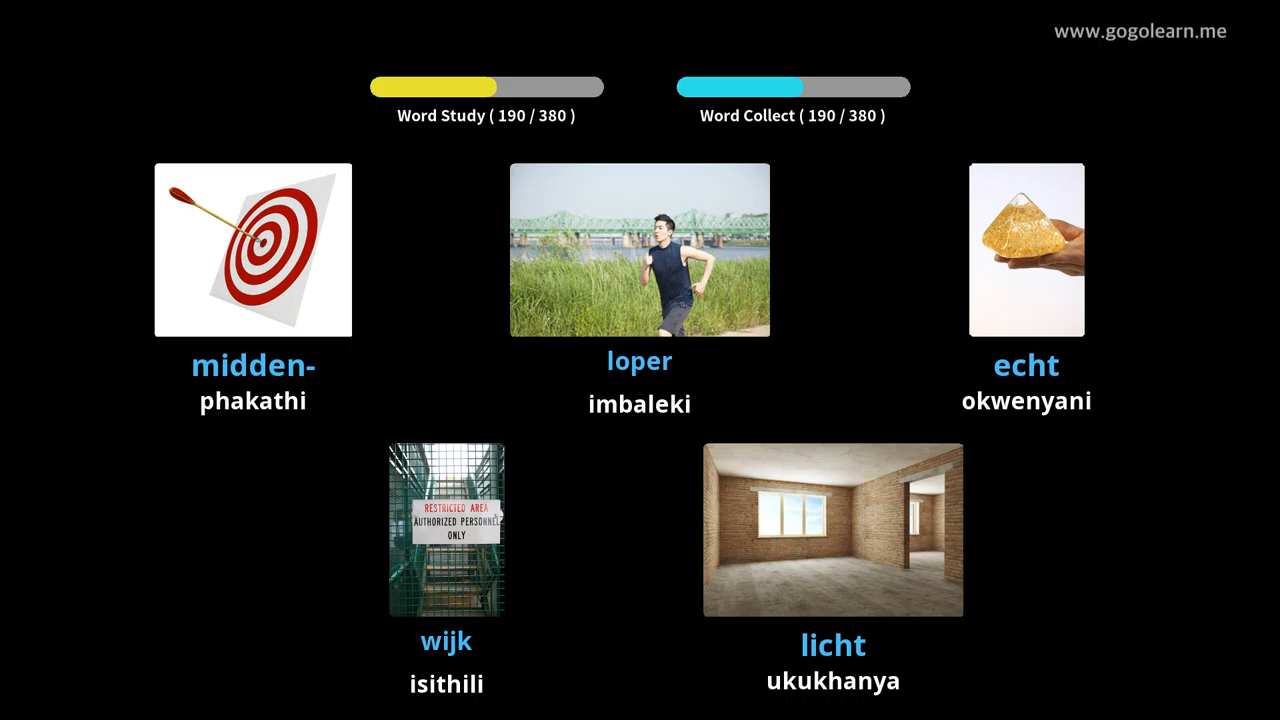 www.gogolearn.me
Word Study ( 190 / 380 )
Word Collect ( 190 / 380 )
midden-
phakathi
loper
imbaleki
echt
okwenyani
RESTRICTED AREA
AUTHORIZED PERSONNEL
ONLY
wijk
isithili
licht
ukukhanya